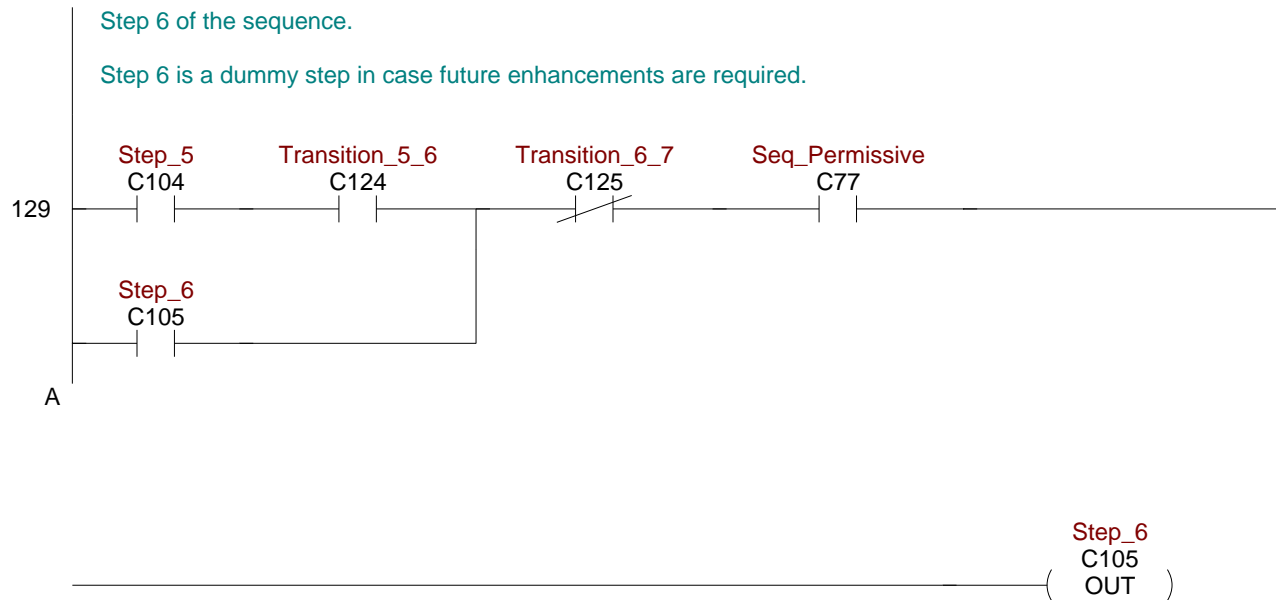 Step 6 of the sequence.
Step 6 is a dummy step in case future enhancements are required.
Step_5 Transition_5_6 Transition_6_7 Seq_Permissive
C104 C124 C125 C77
129
Step_6
C105
A
Step_6
C105
OUT